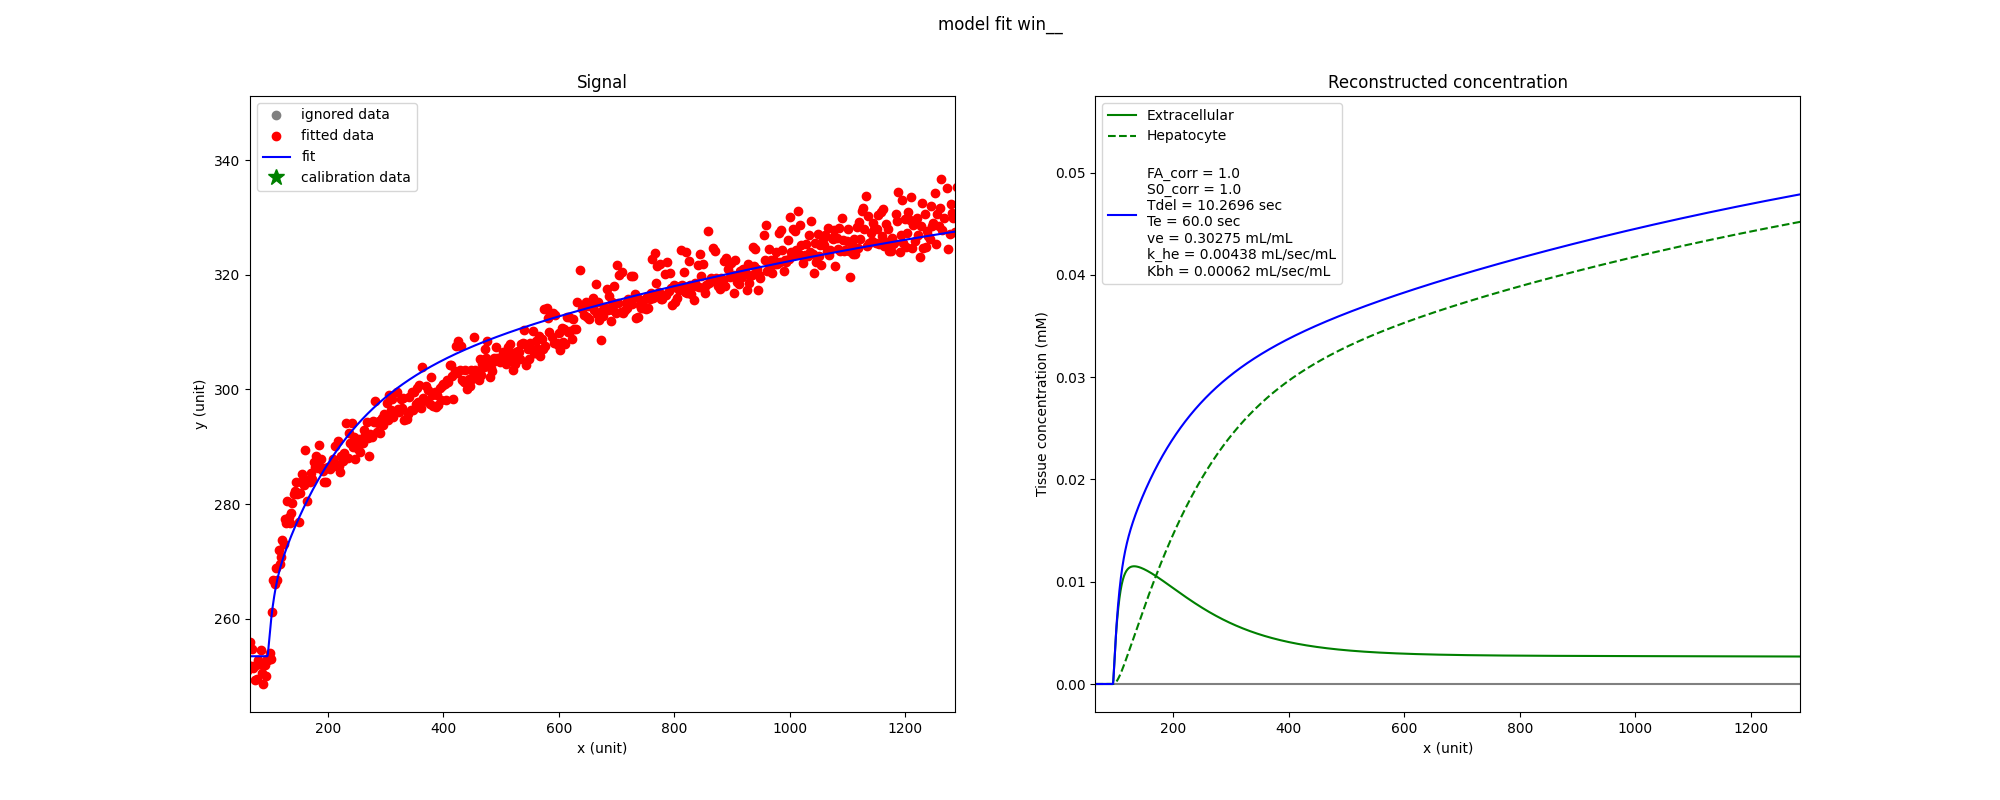 model fit win__
Signal
ignored data
fitted data
fit
calibration data
340
320
300
280
260
y (unit)
200
400
600
800
1000
1200
x (unit)
Reconstructed concentration
Extracellular
Hepatocyte
FA_corr = 1.0
S0_corr = 1.0
Tdel = 10.2696 sec
Te = 60.0 sec
ve = 0.30275 mL/mL
k_he = 0.00438 mL/sec/mL
Kbh = 0.00062 mL/sec/mL
0.05
0.04
0.03
0.02
0.01
0.00
Tissue concentration (mM)
200
400
600
800
1000
1200
x (unit)